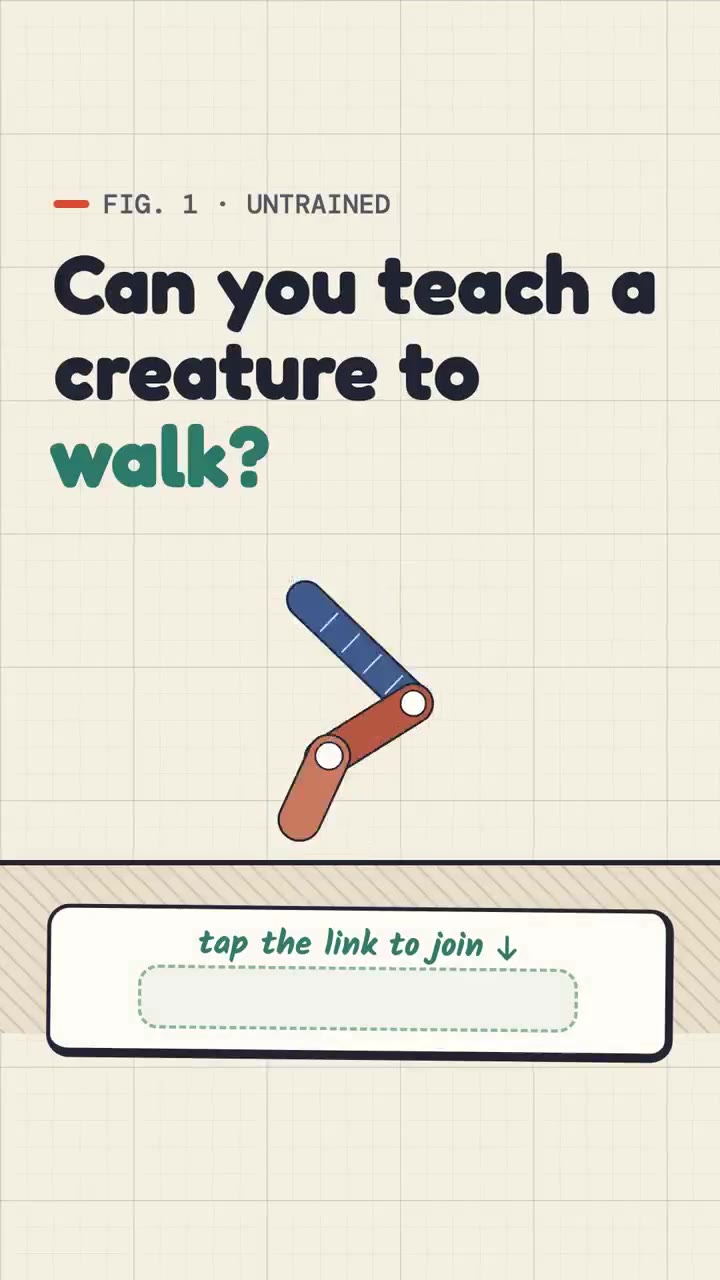 FIG. 1 · UNTRAINED
Can you teach a
creature to
walk?
tap the link to join ↓